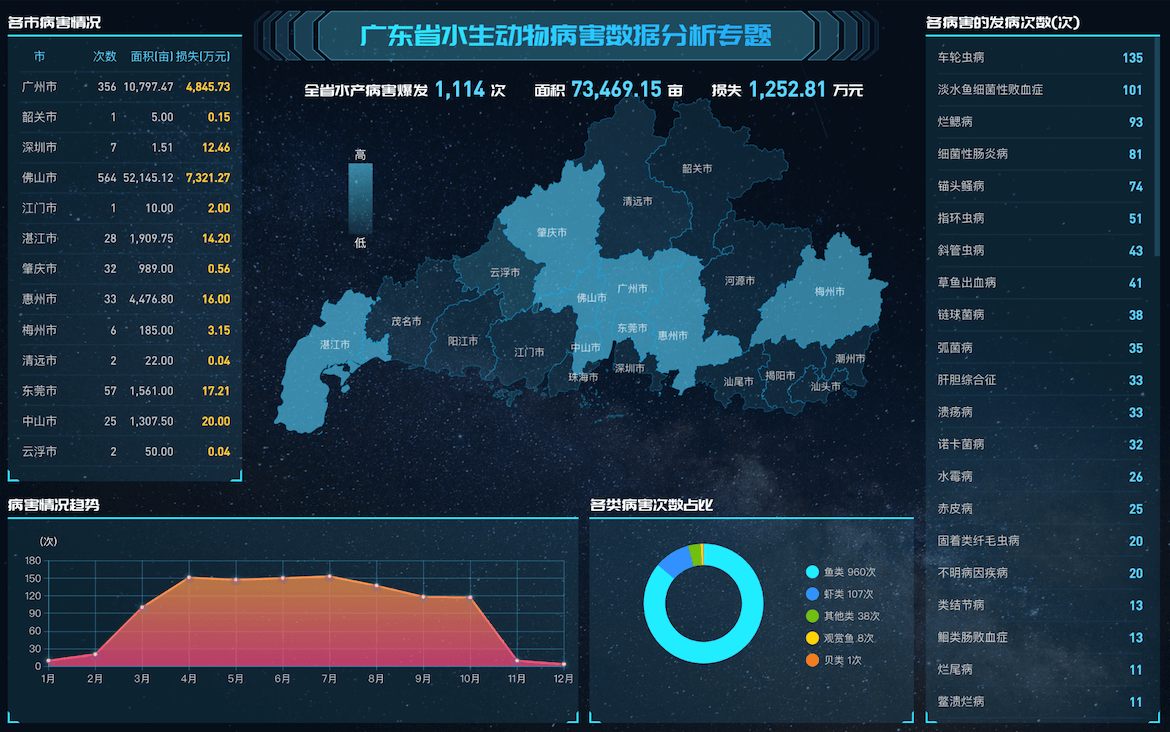 广东省水生动物病害数据分析专题
全省水产病害爆发 1,114 次 面积 73,469.15 亩 损失 1,252.81 万元
各市病害情况
市 次数 面积(亩) 损失(万元)
广州市 356 10,797.47 4,845.73
韶关市 1 5.00 0.15
深圳市 7 1.51 12.46
佛山市 564 52,145.12 7,321.27
江门市 1 10.00 2.00
湛江市 28 1,909.75 14.20
肇庆市 32 989.00 0.56
惠州市 33 4,476.80 16.00
梅州市 6 185.00 3.15
清远市 2 22.00 0.04
东莞市 57 1,561.00 17.21
中山市 25 1,307.50 20.00
云浮市 2 50.00 0.04
高
低
韶关市
清远市
肇庆市
云浮市
河源市
广州市
梅州市
佛山市
茂名市
东莞市
惠州市
阳江市
湛江市
中山市
江门市
潮州市
深圳市
珠海市
揭阳市
汕尾市
汕头市
各病害的发病次数(次)
车轮虫病 135
淡水鱼细菌性败血症 101
烂鳃病 93
细菌性肠炎病 81
锚头鳋病 74
指环虫病 51
斜管虫病 43
草鱼出血病 41
链球菌病 38
弧菌病 35
肝胆综合征 33
溃疡病 33
诺卡菌病 32
水霉病 26
赤皮病 25
固着类纤毛虫病 20
不明病因疾病 20
类结节病 13
鮰类肠败血症 13
烂尾病 11
鳖溃烂病 11
病害情况趋势
(次)
180
150
120
90
60
30
0
1月 2月 3月 4月 5月 6月 7月 8月 9月 10月 11月 12月
各类病害次数占比
鱼类 960次
虾类 107次
其他类 38次
观赏鱼 8次
贝类 1次